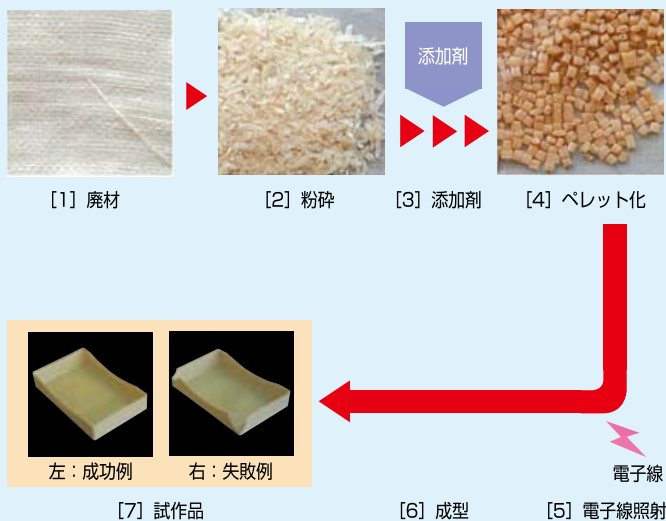 添加剤
[1] 廃材
[2] 粉砕
[3] 添加剤
[4] ペレット化
電子線
左：成功例
右：失敗例
[7] 試作品
[6] 成型
[5] 電子線照射